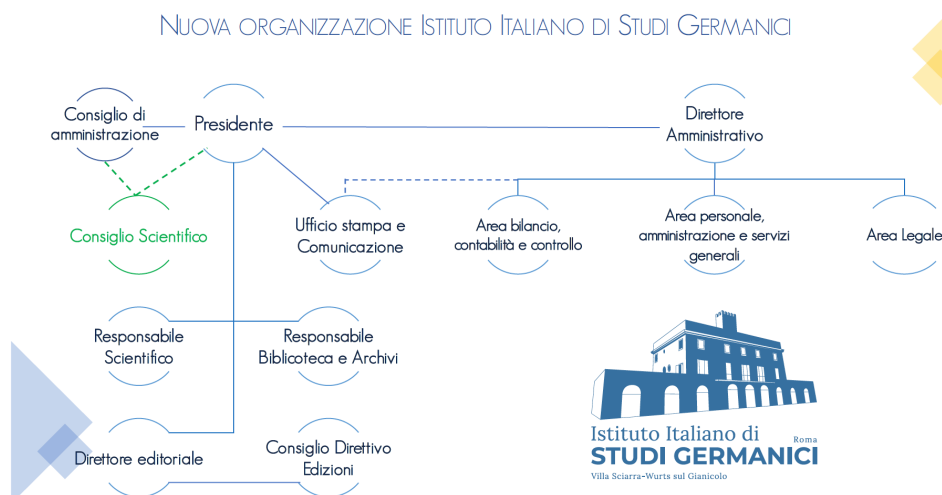 Nuova organizzazione Istituto Italiano di Studi Germanici
Consiglio di
amministrazione
Presidente
Direttore
Amministrativo
Consiglio Scientifico
Ufficio stampa e
Comunicazione
Area bilancio,
contabilità e controllo
Area personale,
amministrazione e servizi
generali
Area Legale
Responsabile
Scientifico
Responsabile
Biblioteca e Archivi
Direttore editoriale
Consiglio Direttivo
Edizioni
Istituto Italiano di
Roma
STUDI GERMANICI
Villa Sciarra-Wurts sul Gianicolo